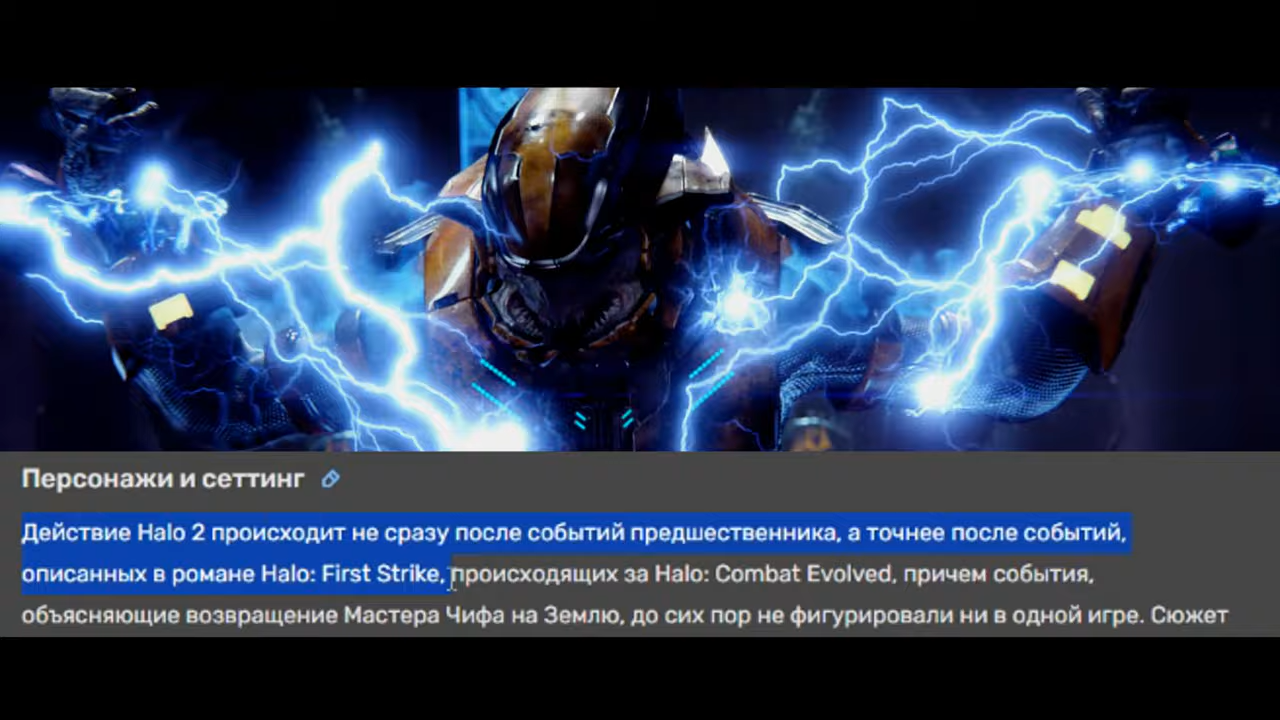 Персонажи и сеттинг
Действие Halo 2 происходит не сразу после событий предшественника, а точнее после событий,
описанных в романе Halo: First Strike, происходящих за Halo: Combat Evolved, причем события,
объясняющие возвращение Мастера Чифа на Землю, до сих пор не фигурировали ни в одной игре. Сюжет